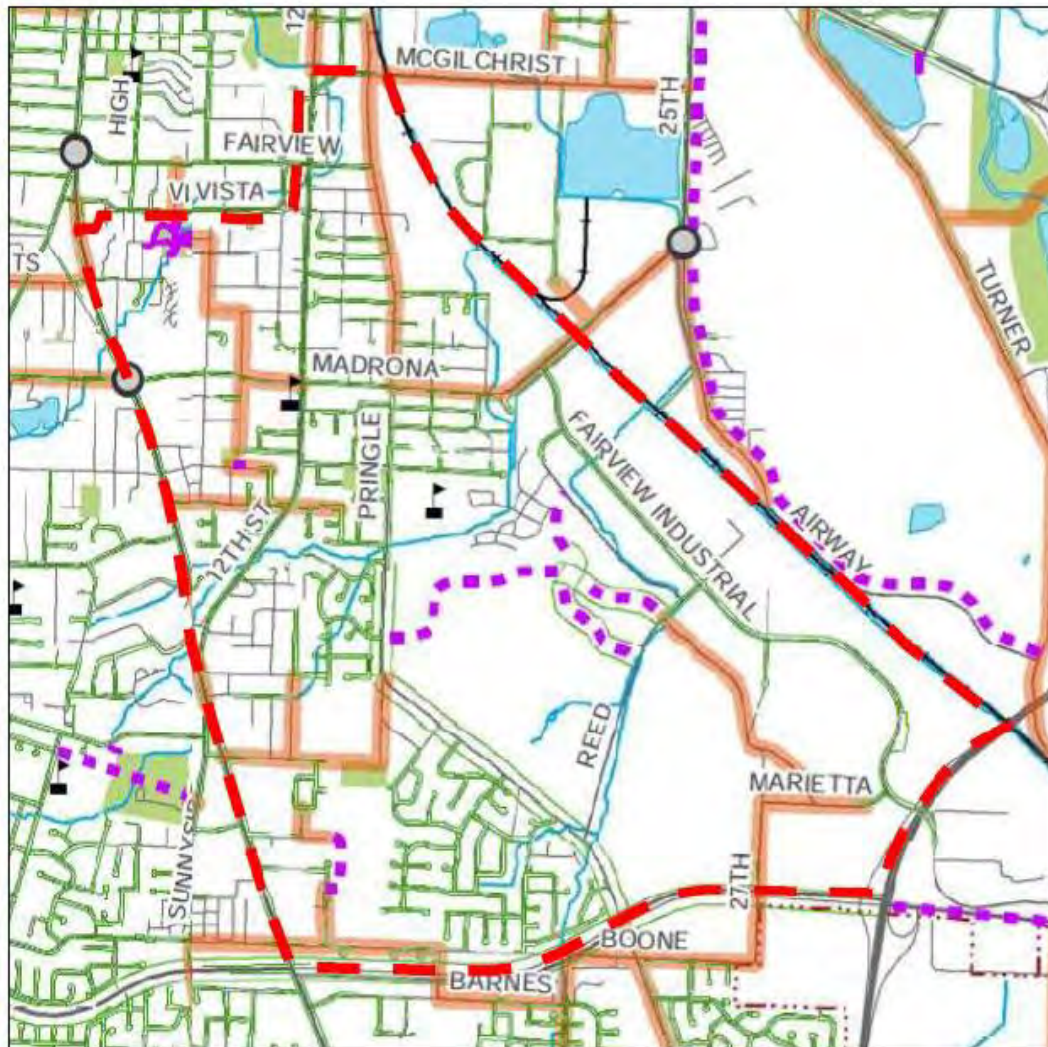 12
MCGILCHRIST
HIGH
25TH
FAIRVIEW
VI VISTA
TS
TURNER
MADRONA
PRINGLE
FAIRVIEW INDUSTRIAL
12TH ST
AIRWAY
REED
MARIETTA
SUNNYSID
27TH
BOONE
BARNES